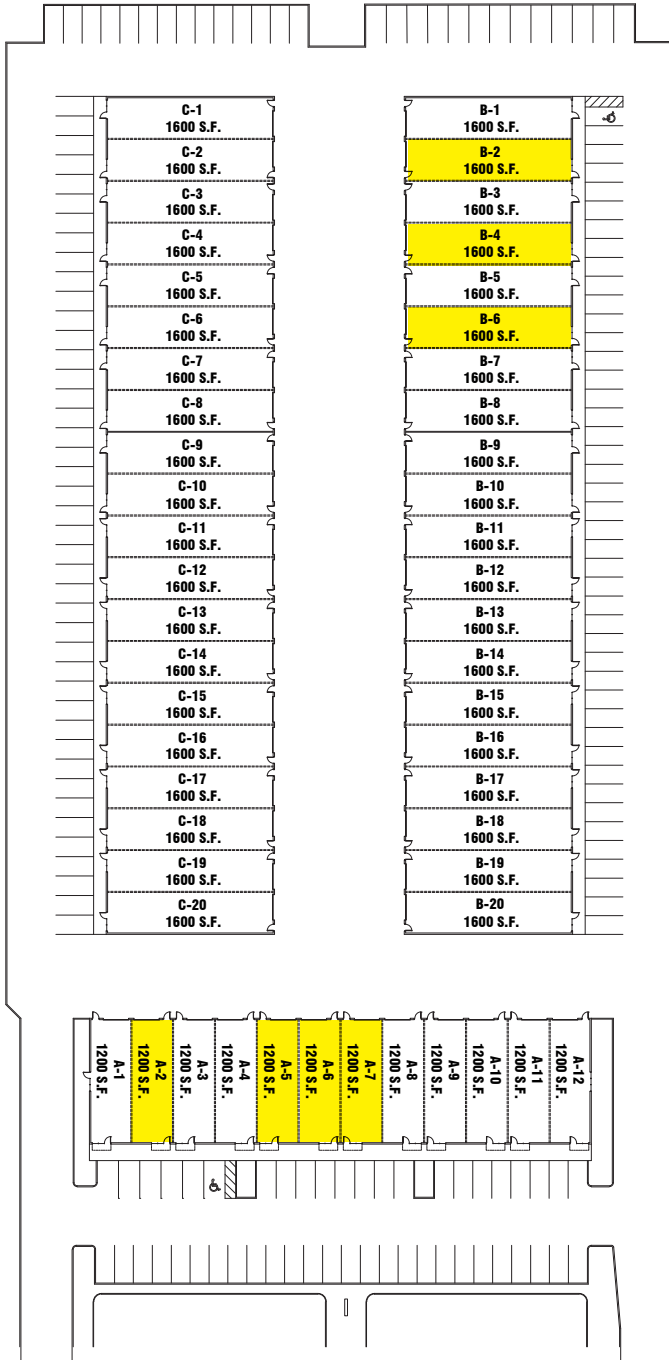 C-1
1600 S.F.
C-2
1600 S.F.
C-3
1600 S.F.
C-4
1600 S.F.
C-5
1600 S.F.
C-6
1600 S.F.
C-7
1600 S.F.
C-8
1600 S.F.
C-9
1600 S.F.
C-10
1600 S.F.
C-11
1600 S.F.
C-12
1600 S.F.
C-13
1600 S.F.
C-14
1600 S.F.
C-15
1600 S.F.
C-16
1600 S.F.
C-17
1600 S.F.
C-18
1600 S.F.
C-19
1600 S.F.
C-20
1600 S.F.
B-1
1600 S.F.
B-2
1600 S.F.
B-3
1600 S.F.
B-4
1600 S.F.
B-5
1600 S.F.
B-6
1600 S.F.
B-7
1600 S.F.
B-8
1600 S.F.
B-9
1600 S.F.
B-10
1600 S.F.
B-11
1600 S.F.
B-12
1600 S.F.
B-13
1600 S.F.
B-14
1600 S.F.
B-15
1600 S.F.
B-16
1600 S.F.
B-17
1600 S.F.
B-18
1600 S.F.
B-19
1600 S.F.
B-20
1600 S.F.
A-1
1200 S.F.
A-2
1200 S.F.
A-3
1200 S.F.
A-4
1200 S.F.
A-5
1200 S.F.
A-6
1200 S.F.
A-7
1200 S.F.
A-8
1200 S.F.
A-9
1200 S.F.
A-10
1200 S.F.
A-11
1200 S.F.
A-12
1200 S.F.